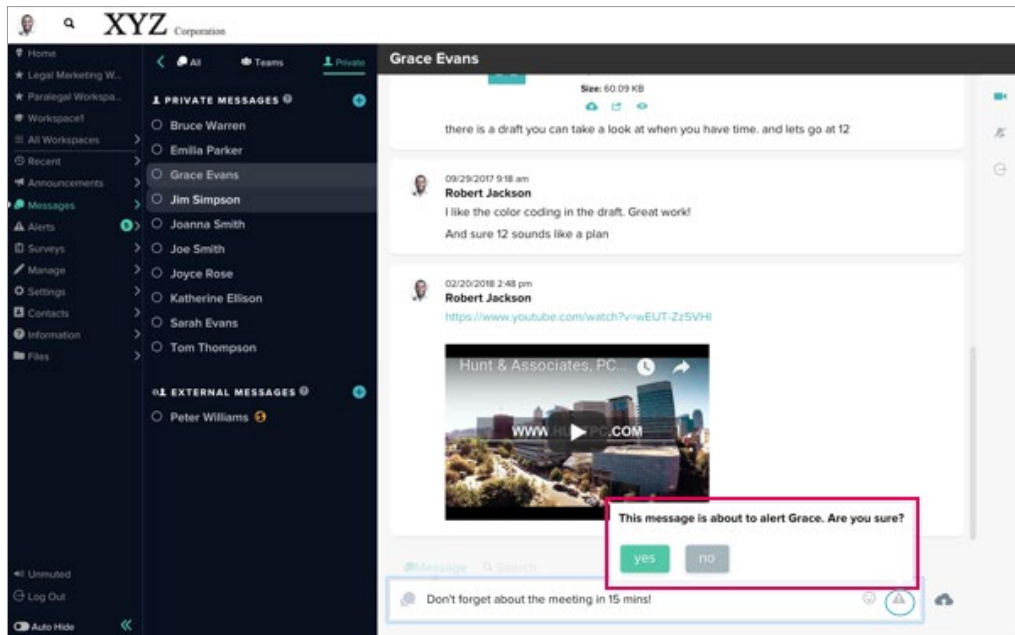 XYZ Corporation
Home
Legal Marketing W...
Paralegal Workspa...
Workspace1
All Workspaces
Recent
Announcements
Messages
Alerts
Surveys
Manage
Settings
Contacts
Information
Files
Unmuted
Log Out
Auto Hide
All Teams Private
PRIVATE MESSAGES
Bruce Warren
Emilia Parker
Grace Evans
Jim Simpson
Joanna Smith
Joe Smith
Joyce Rose
Katherine Ellison
Sarah Evans
Tom Thompson
EXTERNAL MESSAGES
Peter Williams
Grace Evans
Size: 60.09 KB
there is a draft you can take a look at when you have time. and lets go at 12
09/29/2017 9:18 am
Robert Jackson
I like the color coding in the draft. Great work!
And sure 12 sounds like a plan
02/20/2018 2:48 pm
Robert Jackson
https://www.youtube.com/watch?v=wEUT-Zz5VHI
Hunt & Associates, PC...
This message is about to alert Grace. Are you sure?
yes no
Message Search
Don't forget about the meeting in 15 mins!